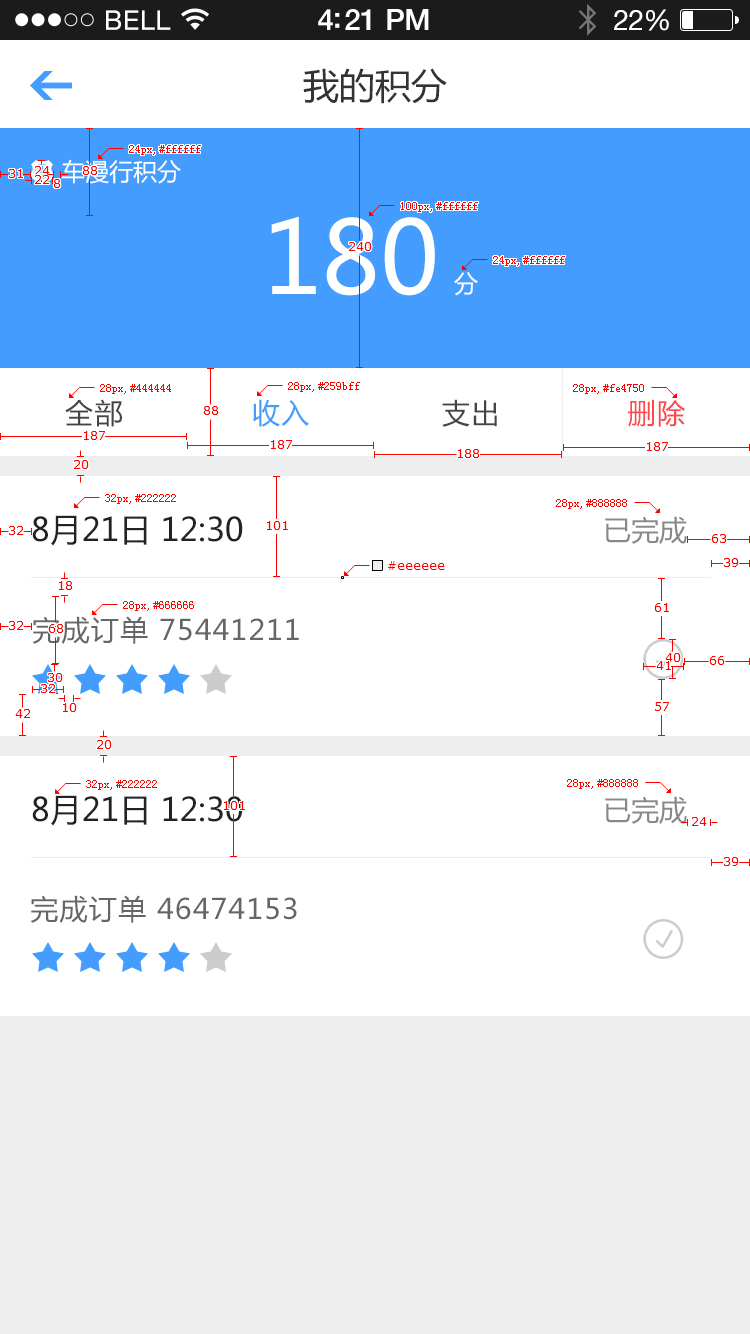 BELL 4:21 PM 22%
我的积分
24px, #ffffff
31 24 22 8 88 车漫行积分
100px, #ffffff
180 240
24px, #ffffff
分
28px, #444444 28px, #259bff 28px, #fe4750
全部 88 收入 支出 删除
187 187 188 187
20
32px, #222222 28px, #888888
32 8月21日 12:30 101 已完成 63
39
#eeeeee
18
28px, #666666 61
32 68 完成订单 75441211
40 41 66
30 32
10
42 57
20
32px, #222222 28px, #888888
8月21日 12:30 101 已完成 24
39
完成订单 46474153